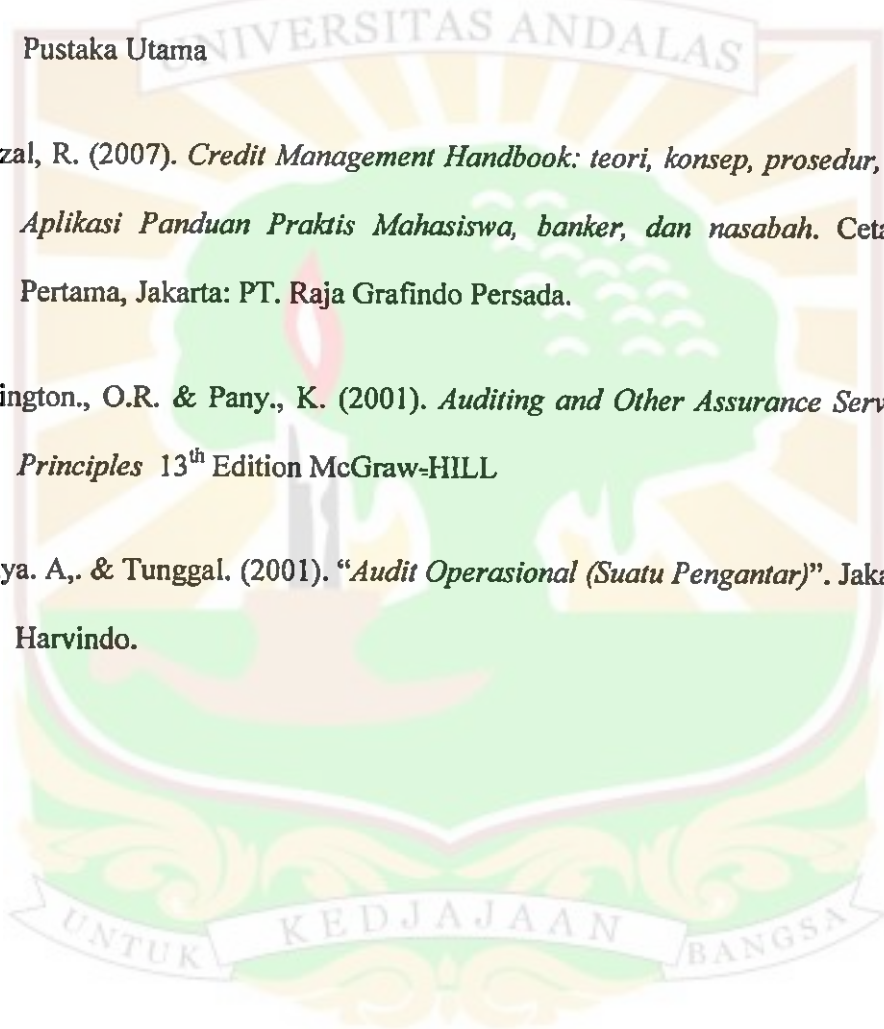 UNIVERSITAS ANDALAS
Pustaka Utama
zal, R. (2007). Credit Management Handbook: teori, konsep, prosedur,
Aplikasi Panduan Praktis Mahasiswa, banker, dan nasabah. Ceta
Pertama, Jakarta: PT. Raja Grafindo Persada.
ington., O.R. & Pany., K. (2001). Auditing and Other Assurance Serv
Principles 13th Edition McGraw-HILL
ya. A,. & Tunggal. (2001). “Audit Operasional (Suatu Pengantar)”. Jaka
Harvindo.
UNTUK KEDJAJAAN BANGSA